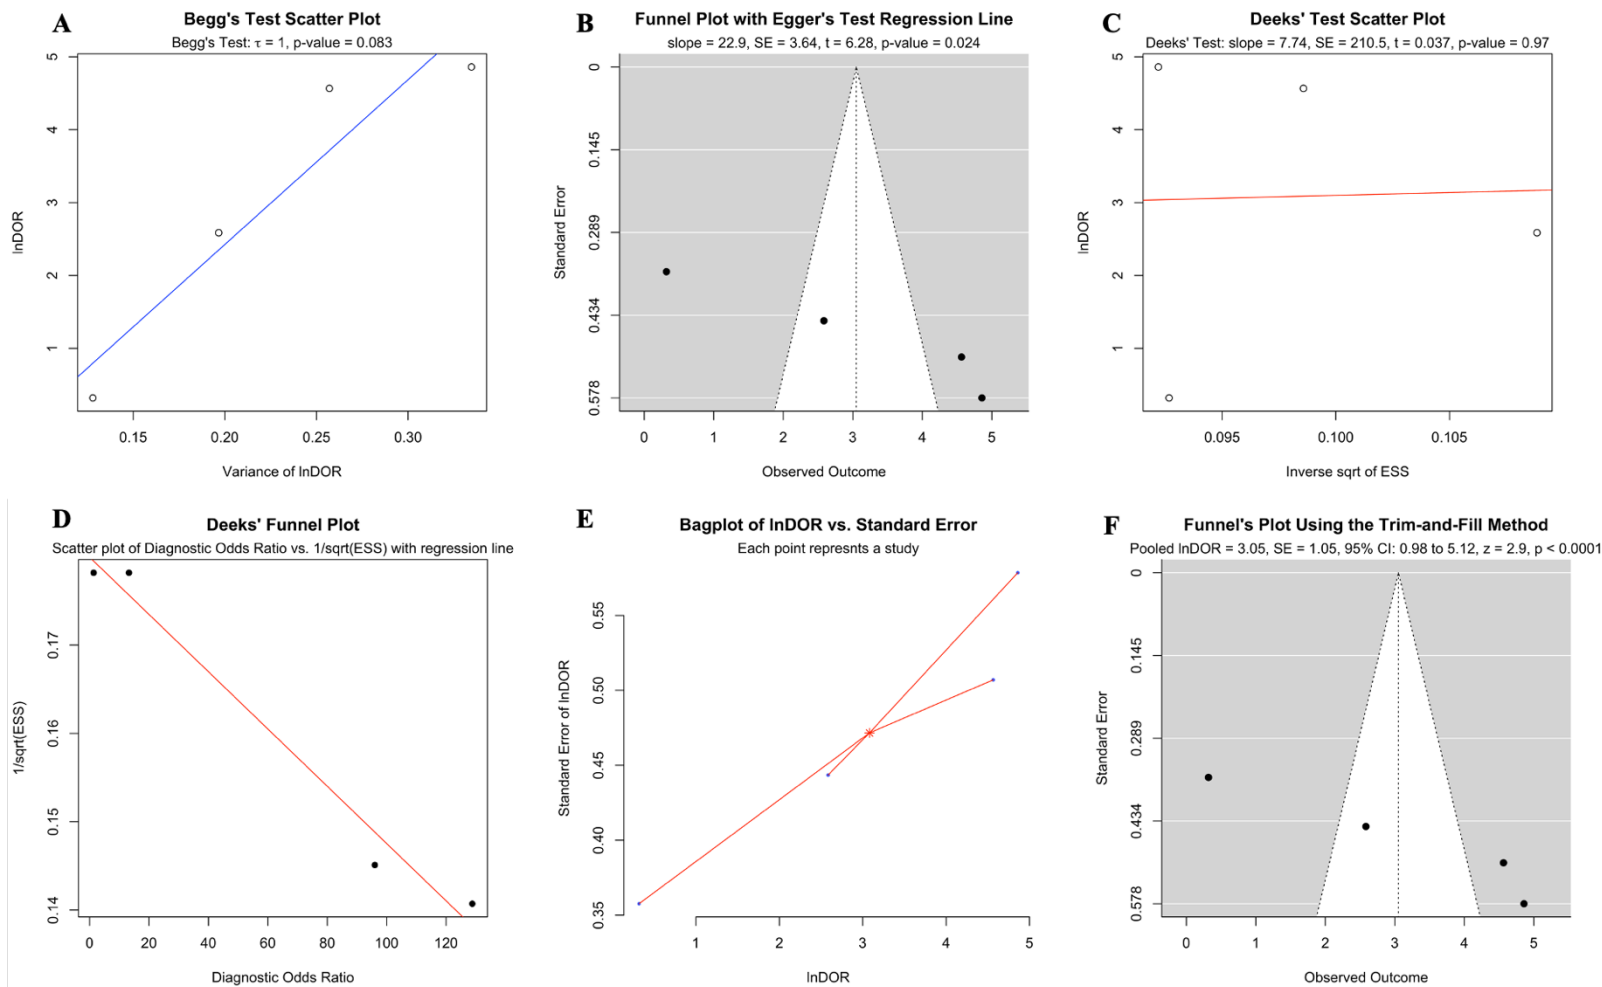 A
Begg's Test Scatter Plot
Begg's Test: τ = 1, p-value = 0.083
lnDOR
5
4
3
2
1
0.15 0.20 0.25 0.30
Variance of lnDOR
B
Funnel Plot with Egger's Test Regression Line
slope = 22.9, SE = 3.64, t = 6.28, p-value = 0.024
Standard Error
0
0.145
0.289
0.434
0.578
0 1 2 3 4 5
Observed Outcome
C
Deeks' Test Scatter Plot
Deeks' Test: slope = 7.74, SE = 210.5, t = 0.037, p-value = 0.97
lnDOR
5
4
3
2
1
0.095 0.100 0.105
Inverse sqrt of ESS
D
Deeks' Funnel Plot
Scatter plot of Diagnostic Odds Ratio vs. 1/sqrt(ESS) with regression line
1/sqrt(ESS)
0.17
0.16
0.15
0.14
0 20 40 60 80 100 120
Diagnostic Odds Ratio
E
Bagplot of lnDOR vs. Standard Error
Each point represnts a study
Standard Error of lnDOR
0.55
0.50
0.45
0.40
0.35
1 2 3 4 5
lnDOR
F
Funnel's Plot Using the Trim-and-Fill Method
Pooled lnDOR = 3.05, SE = 1.05, 95% CI: 0.98 to 5.12, z = 2.9, p < 0.0001
Standard Error
0
0.145
0.289
0.434
0.578
0 1 2 3 4 5
Observed Outcome